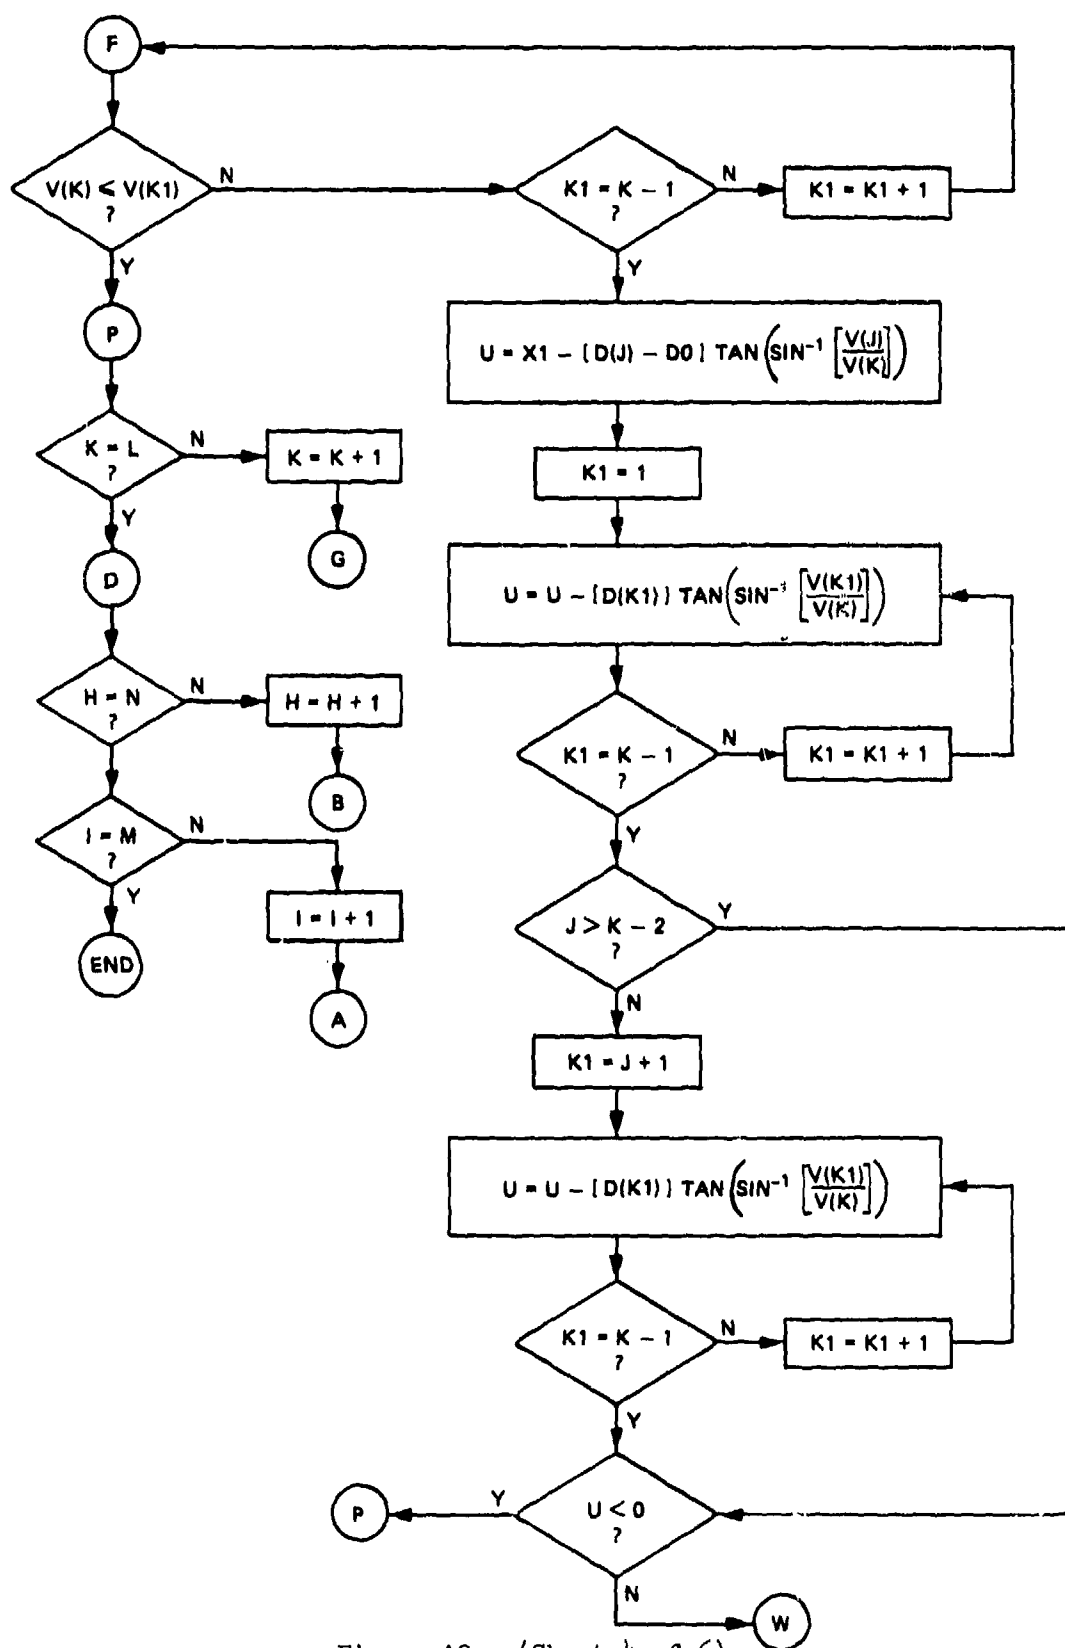 F
V(K) ≤ V(K1)
?
N
Y
K1 = K – 1
?
N
Y
K1 = K1 + 1
P
U = X1 – [D(J) – D0] TAN(SIN⁻¹ [V(J)/V(K)])
K = L
?
N
Y
K = K + 1
G
K1 = 1
D
U = U – [D(K1)] TAN(SIN⁻¹ [V(K1)/V(K)])
H = N
?
N
H = H + 1
B
K1 = K – 1
?
N
Y
K1 = K1 + 1
I = M
?
N
Y
I = I + 1
END
A
J > K – 2
?
Y
N
K1 = J + 1
U = U – [D(K1)] TAN(SIN⁻¹ [V(K1)/V(K)])
K1 = K – 1
?
N
Y
K1 = K1 + 1
U < 0
?
Y
N
P
W